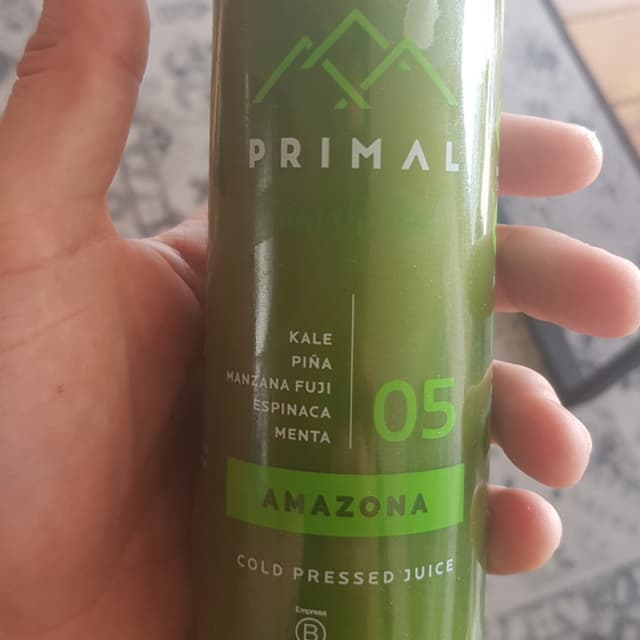 PRIMAL
KALE
PIÑA
MANZANA FUJI
ESPINACA
MENTA
05
AMAZONA
COLD PRESSED JUICE
Empresa
B